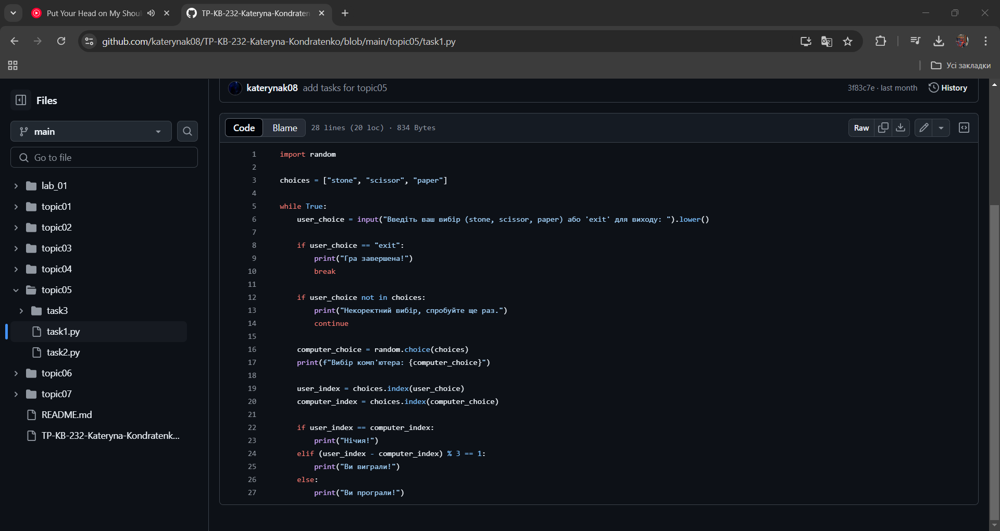 Put Your Head on My Shoul
TP-KB-232-Kateryna-Kondraten
github.com/katerynak08/TP-KB-232-Kateryna-Kondratenko/blob/main/topic05/task1.py
Усі закладки
Files
main
Go to file
lab_01
topic01
topic02
topic03
topic04
topic05
task3
task1.py
task2.py
topic06
topic07
README.md
TP-KB-232-Kateryna-Kondratenk...
katerynak08 add tasks for topic05
3f83c7e · last month
History
Code
Blame
28 lines (20 loc) · 834 Bytes
Raw
1 import random
2
3 choices = ["stone", "scissor", "paper"]
4
5 while True:
6 user_choice = input("Введіть ваш вибір (stone, scissor, paper) або 'exit' для виходу: ").lower()
7
8 if user_choice == "exit":
9 print("Гра завершена!")
10 break
11
12 if user_choice not in choices:
13 print("Некоректний вибір, спробуйте ще раз.")
14 continue
15
16 computer_choice = random.choice(choices)
17 print(f"Вибір комп'ютера: {computer_choice}")
18
19 user_index = choices.index(user_choice)
20 computer_index = choices.index(computer_choice)
21
22 if user_index == computer_index:
23 print("Нічия!")
24 elif (user_index - computer_index) % 3 == 1:
25 print("Ви виграли!")
26 else:
27 print("Ви програли!")